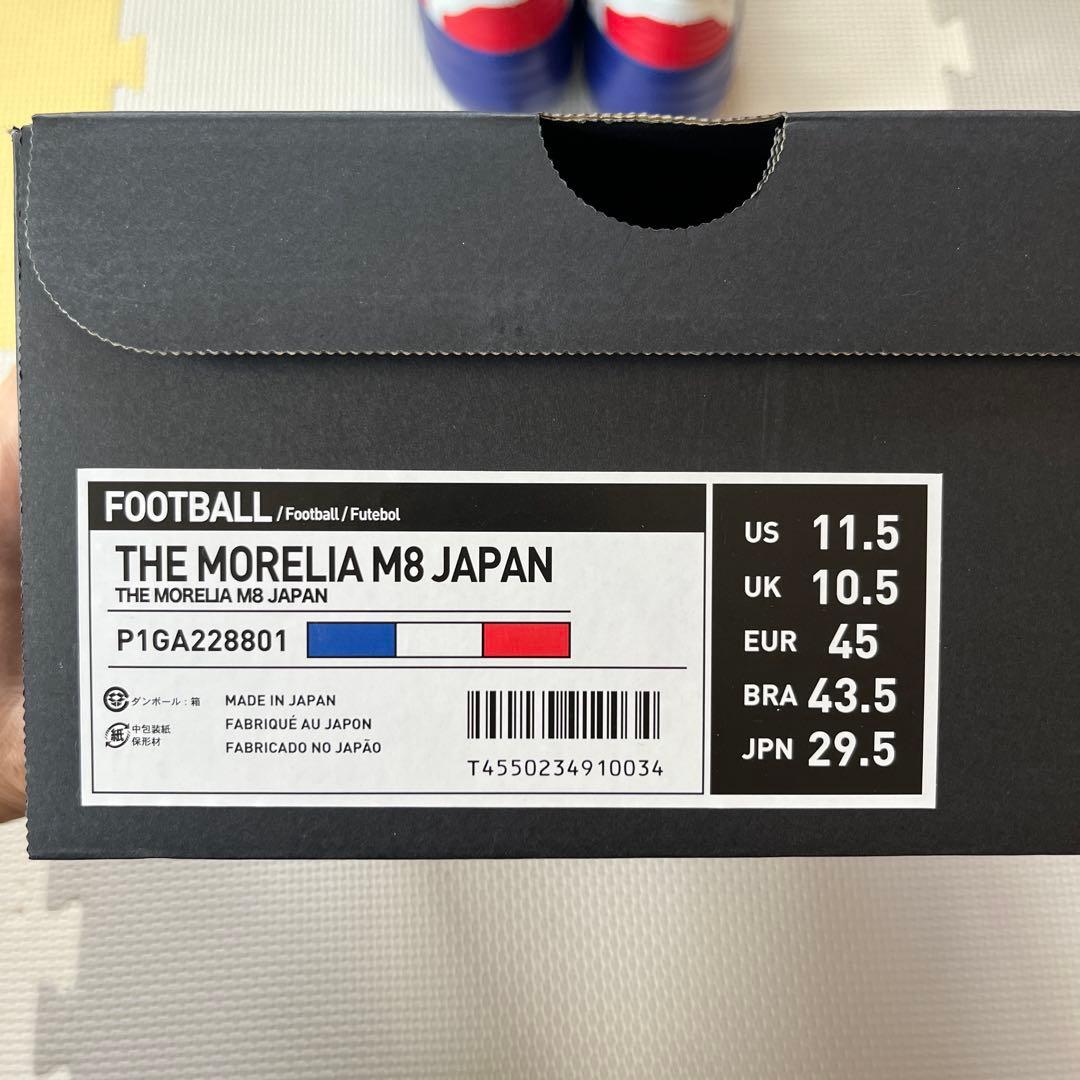 FOOTBALL /Football/Futebol
THE MORELIA M8 JAPAN
THE MORELIA M8 JAPAN
P1GA228801
ダンボール：箱
紙 中包装紙
保形材
MADE IN JAPAN
FABRIQUÉ AU JAPON
FABRICADO NO JAPÃO
T4550234910034
US 11.5
UK 10.5
EUR 45
BRA 43.5
JPN 29.5